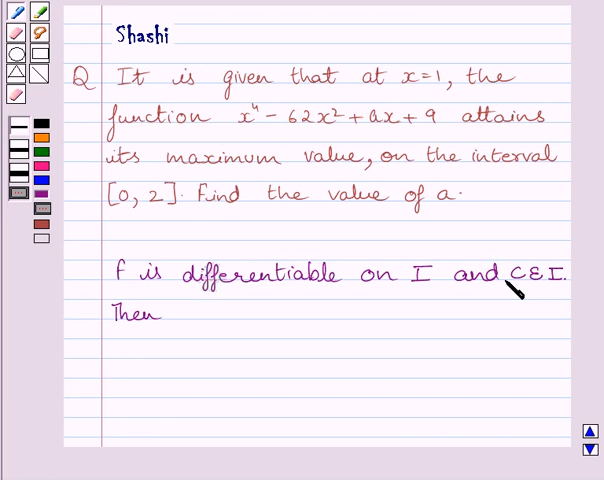 Shashi
Q It is given that at x=1, the
function x⁴ - 62x² + ax + 9 attains
its maximum value, on the interval
[0, 2]. Find the value of a.
f is differentiable on I and C ε I.
Then